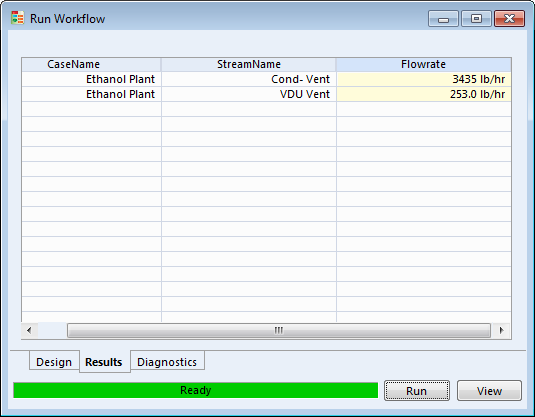 Run Workflow
CaseName StreamName Flowrate
Ethanol Plant Cond- Vent 3435 lb/hr
Ethanol Plant VDU Vent 253.0 lb/hr
Design Results Diagnostics
Ready Run View